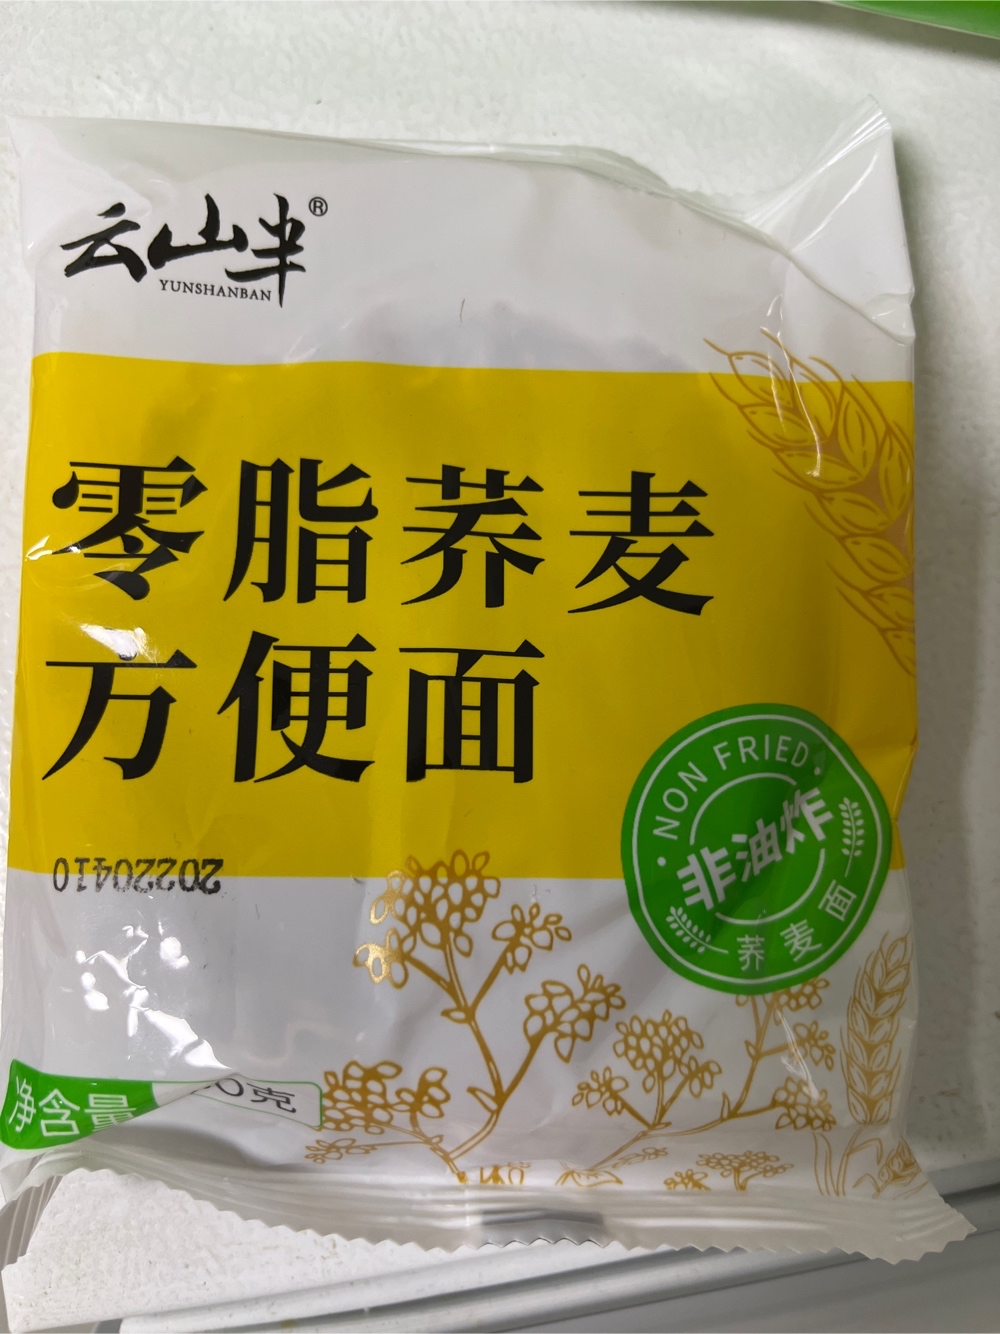 云山半®
YUNSHANBAN
零脂荞麦
方便面
20220410
NON FRIED
非油炸
荞麦面
净含量
0克